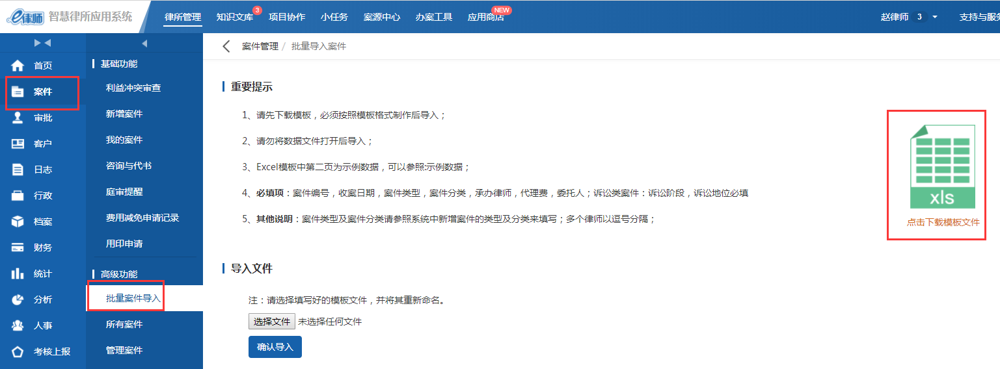 e律师 智慧律所应用系统
律所管理 知识文库 3 项目协作 小任务 案源中心 办案工具 应用商店 NEW 赵律师 3 支持与服务
首页
案件
审批
客户
日志
行政
档案
财务
统计
分析
人事
考核上报
基础功能
利益冲突审查
新增案件
我的案件
咨询与代书
庭审提醒
费用减免申请记录
用印申请
高级功能
批量案件导入
所有案件
管理案件
案件管理 / 批量导入案件
重要提示
1、请先下载模板，必须按照模板格式制作后导入；
2、请勿将数据文件打开后导入；
3、Excel模板中第二页为示例数据，可以参照:示例数据；
4、必填项：案件编号，收案日期，案件类型，案件分类，承办律师，代理费，委托人；诉讼类案件：诉讼阶段，诉讼地位必填
5、其他说明：案件类型及案件分类请参照系统中新增案件的类型及分类来填写；多个律师以逗号分隔；
xls
点击下载模板文件
导入文件
注：请选择填写好的模板文件，并将其重新命名。
选择文件 未选择任何文件
确认导入